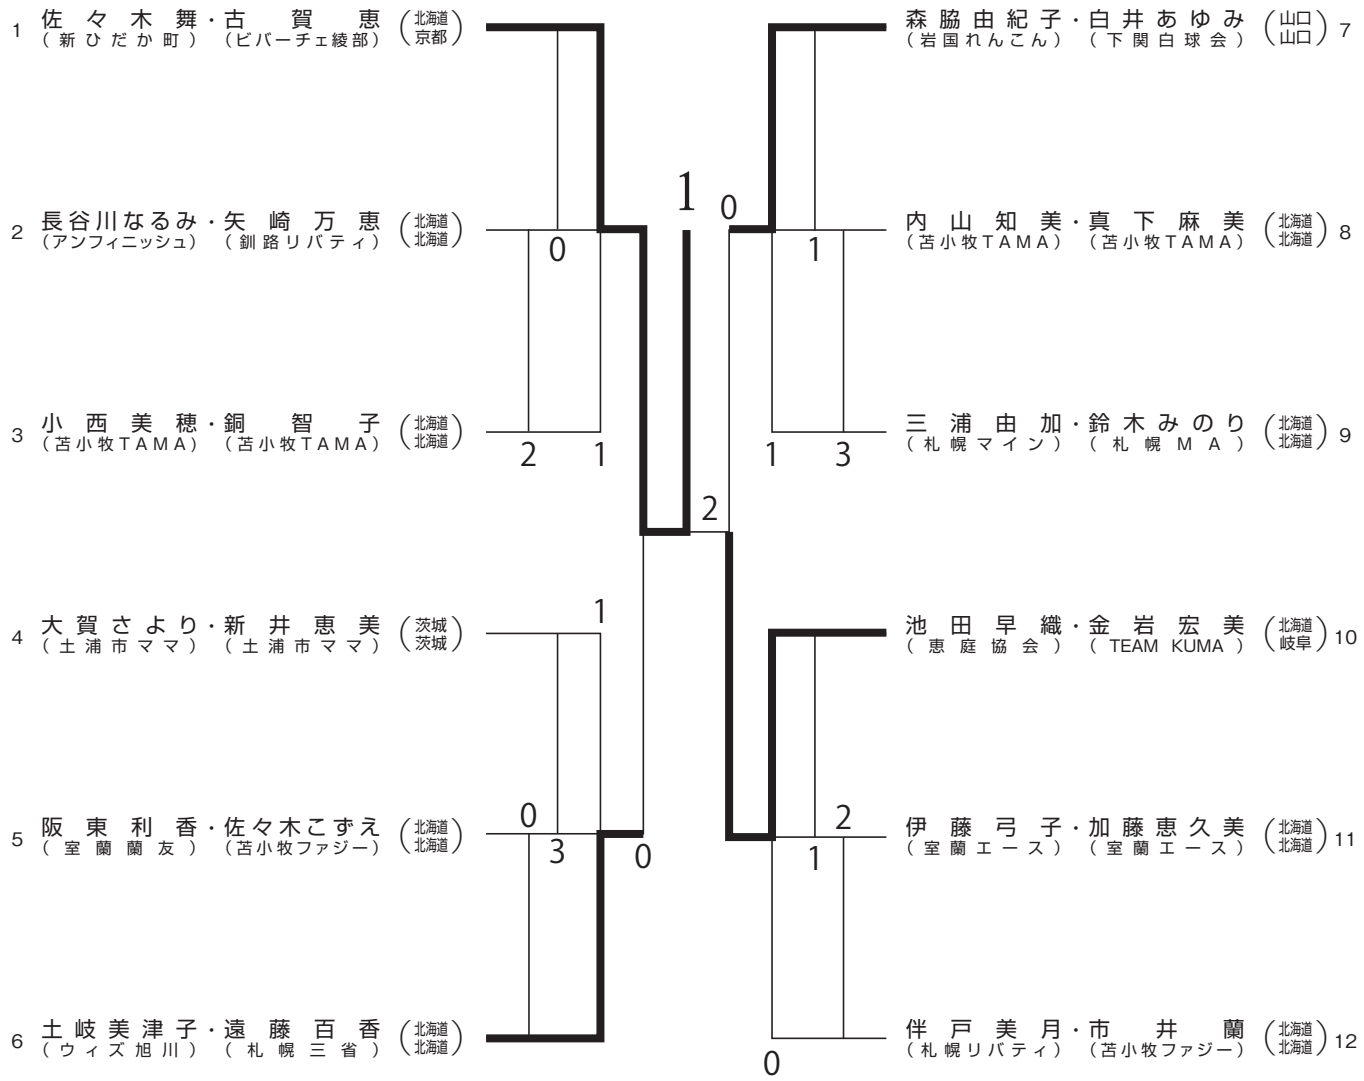 1 佐々木舞・古賀恵 (北海道 京都)
(新ひだか町) (ビバーチェ綾部)
2 長谷川なるみ・矢崎万恵 (北海道 北海道)
(アンフィニッシュ) (釧路リバティ)
3 小西美穂・銅智子 (北海道 北海道)
(苫小牧TAMA) (苫小牧TAMA)
4 大賀さより・新井恵美 (茨城 茨城)
(土浦市ママ) (土浦市ママ)
5 阪東利香・佐々木こずえ (北海道 北海道)
(室蘭蘭友) (苫小牧ファジー)
6 土岐美津子・遠藤百香 (北海道 北海道)
(ウィズ旭川) (札幌三省)
0
2 1
1
0
3
0
1
2
0
1
1 3
2
1
0
森脇由紀子・白井あゆみ (山口 山口) 7
(岩国れんこん) (下関白球会)
内山知美・真下麻美 (北海道 北海道) 8
(苫小牧TAMA) (苫小牧TAMA)
三浦由加・鈴木みのり (北海道 北海道) 9
(札幌マイン) (札幌MA)
池田早織・金岩宏美 (北海道 岐阜) 10
(恵庭協会) (TEAM KUMA)
伊藤弓子・加藤恵久美 (北海道 北海道) 11
(室蘭エース) (室蘭エース)
伴戸美月・市井蘭 (北海道 北海道) 12
(札幌リバティ) (苫小牧ファジー)